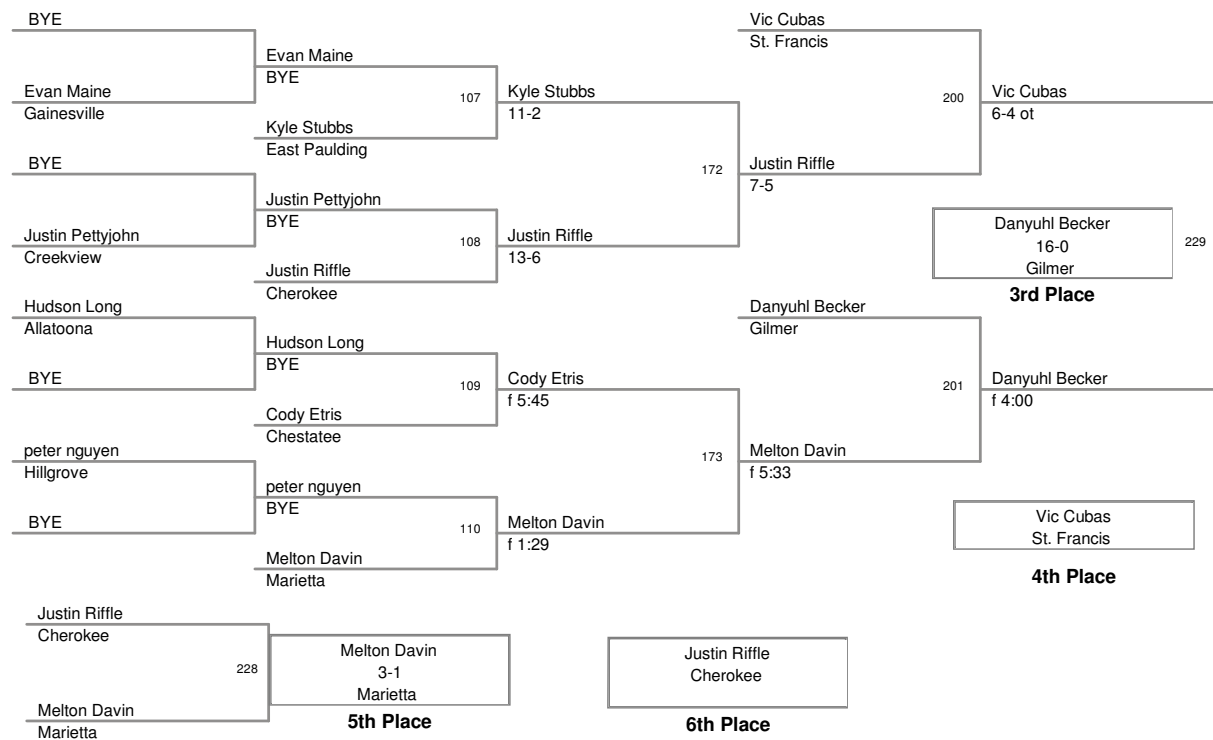 BYE
Evan Maine
Gainesville
BYE
Justin Pettyjohn
Creekview
Hudson Long
Allatoona
BYE
peter nguyen
Hillgrove
BYE
Evan Maine
BYE
107
Kyle Stubbs
East Paulding
Justin Pettyjohn
BYE
108
Justin Riffle
Cherokee
Hudson Long
BYE
109
Cody Etris
Chestatee
peter nguyen
BYE
110
Melton Davin
Marietta
Kyle Stubbs
11-2
172
Justin Riffle
13-6
Cody Etris
f 5:45
173
Melton Davin
f 1:29
Vic Cubas
St. Francis
200
Justin Riffle
7-5
Danyuhl Becker
Gilmer
201
Melton Davin
f 5:33
Vic Cubas
6-4 ot
Danyuhl Becker
16-0
Gilmer
229
3rd Place
Danyuhl Becker
f 4:00
Vic Cubas
St. Francis
4th Place
Justin Riffle
Cherokee
228
Melton Davin
Marietta
Melton Davin
3-1
Marietta
5th Place
Justin Riffle
Cherokee
6th Place